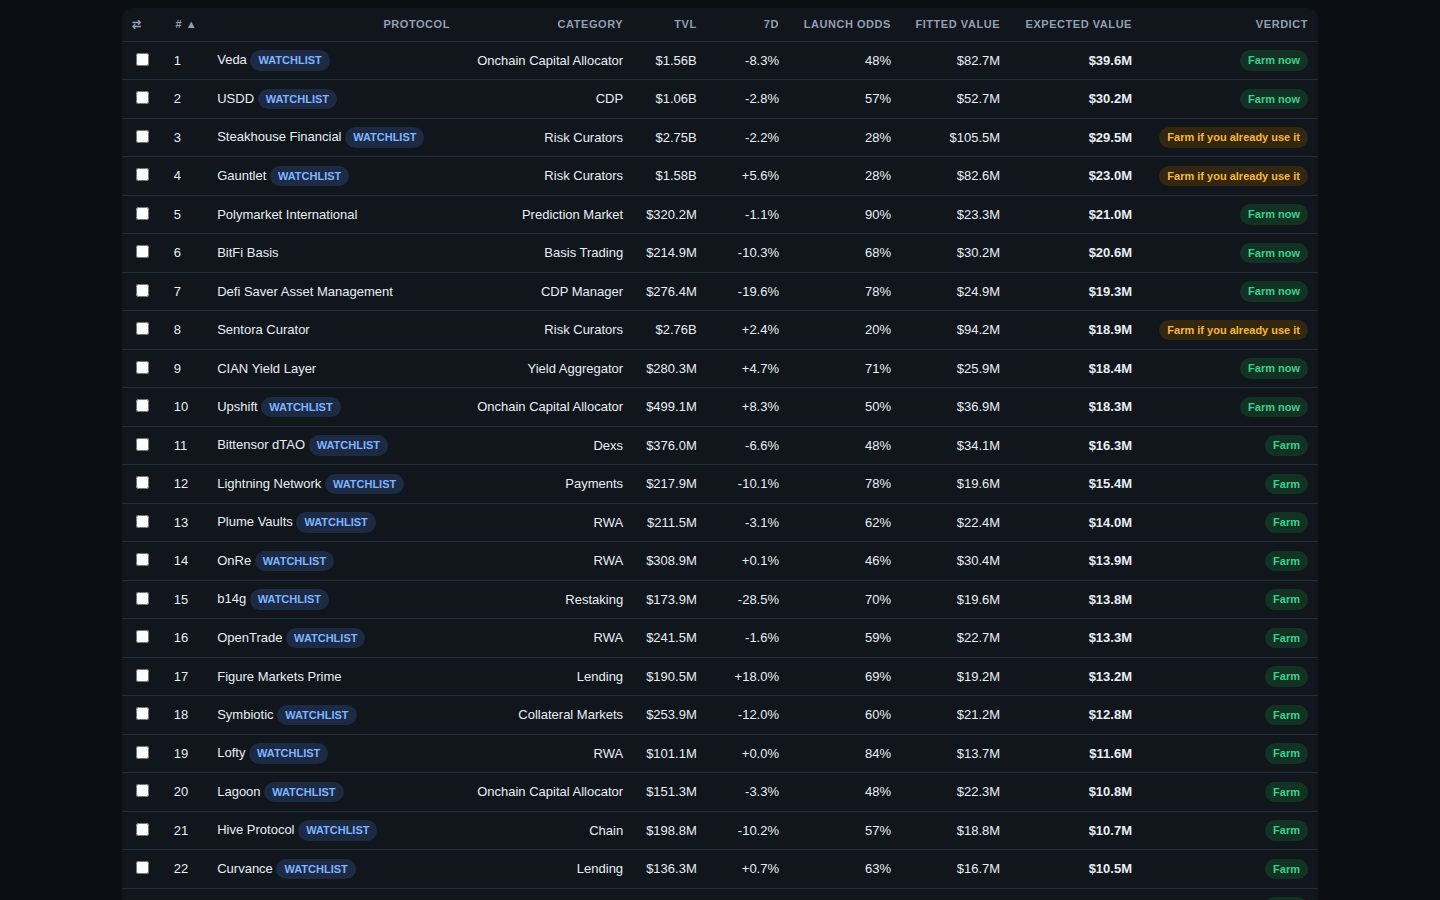 ⇄ # ▲ PROTOCOL CATEGORY TVL 7D LAUNCH ODDS FITTED VALUE EXPECTED VALUE VERDICT
1 Veda WATCHLIST Onchain Capital Allocator $1.56B -8.3% 48% $82.7M $39.6M Farm now
2 USDD WATCHLIST CDP $1.06B -2.8% 57% $52.7M $30.2M Farm now
3 Steakhouse Financial WATCHLIST Risk Curators $2.75B -2.2% 28% $105.5M $29.5M Farm if you already use it
4 Gauntlet WATCHLIST Risk Curators $1.58B +5.6% 28% $82.6M $23.0M Farm if you already use it
5 Polymarket International Prediction Market $320.2M -1.1% 90% $23.3M $21.0M Farm now
6 BitFi Basis Basis Trading $214.9M -10.3% 68% $30.2M $20.6M Farm now
7 Defi Saver Asset Management CDP Manager $276.4M -19.6% 78% $24.9M $19.3M Farm now
8 Sentora Curator Risk Curators $2.76B +2.4% 20% $94.2M $18.9M Farm if you already use it
9 CIAN Yield Layer Yield Aggregator $280.3M +4.7% 71% $25.9M $18.4M Farm now
10 Upshift WATCHLIST Onchain Capital Allocator $499.1M +8.3% 50% $36.9M $18.3M Farm now
11 Bittensor dTAO WATCHLIST Dexs $376.0M -6.6% 48% $34.1M $16.3M Farm
12 Lightning Network WATCHLIST Payments $217.9M -10.1% 78% $19.6M $15.4M Farm
13 Plume Vaults WATCHLIST RWA $211.5M -3.1% 62% $22.4M $14.0M Farm
14 OnRe WATCHLIST RWA $308.9M +0.1% 46% $30.4M $13.9M Farm
15 b14g WATCHLIST Restaking $173.9M -28.5% 70% $19.6M $13.8M Farm
16 OpenTrade WATCHLIST RWA $241.5M -1.6% 59% $22.7M $13.3M Farm
17 Figure Markets Prime Lending $190.5M +18.0% 69% $19.2M $13.2M Farm
18 Symbiotic WATCHLIST Collateral Markets $253.9M -12.0% 60% $21.2M $12.8M Farm
19 Lofty WATCHLIST RWA $101.1M +0.0% 84% $13.7M $11.6M Farm
20 Lagoon WATCHLIST Onchain Capital Allocator $151.3M -3.3% 48% $22.3M $10.8M Farm
21 Hive Protocol WATCHLIST Chain $198.8M -10.2% 57% $18.8M $10.7M Farm
22 Curvance WATCHLIST Lending $136.3M +0.7% 63% $16.7M $10.5M Farm